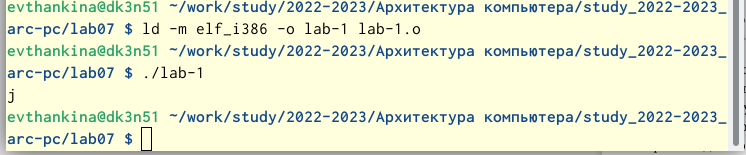 evthankina@dk3n51 ~/work/study/2022-2023/Архитектура компьютера/study_2022-2023_
arc-pc/lab07 $ ld -m elf_i386 -o lab-1 lab-1.o
evthankina@dk3n51 ~/work/study/2022-2023/Архитектура компьютера/study_2022-2023_
arc-pc/lab07 $ ./lab-1
j
evthankina@dk3n51 ~/work/study/2022-2023/Архитектура компьютера/study_2022-2023_
arc-pc/lab07 $